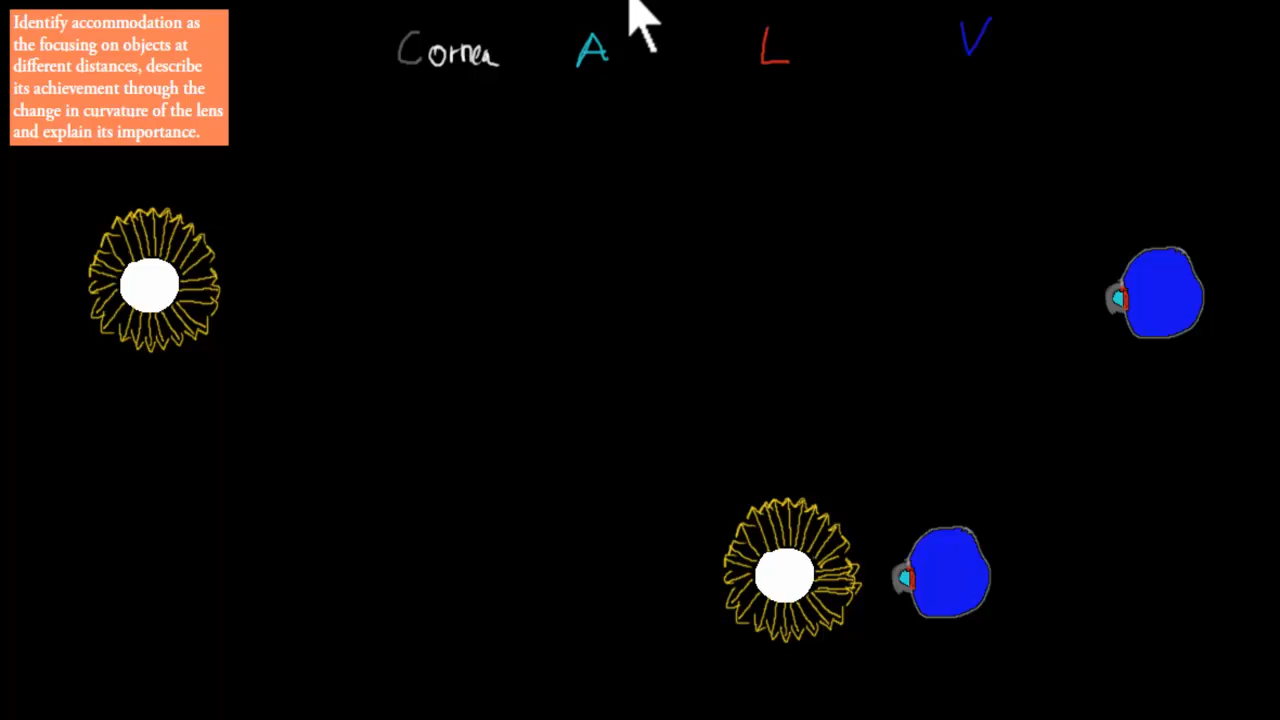 Identify accommodation as
the focusing on objects at
different distances, describe
its achievement through the
change in curvature of the lens
and explain its importance.
Cornea A L V